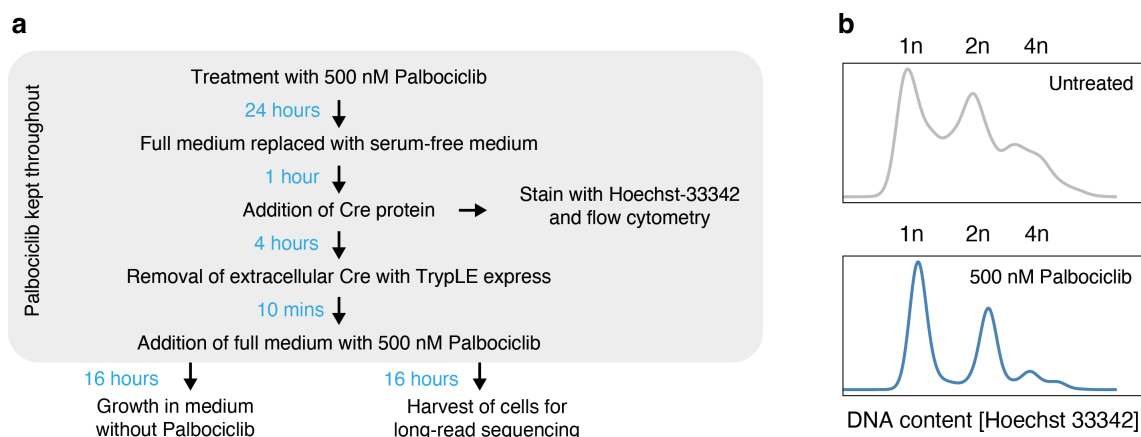 a
Palbociclib kept throughout
Treatment with 500 nM Palbociclib
24 hours
Full medium replaced with serum-free medium
1 hour
Addition of Cre protein
Stain with Hoechst-33342
and flow cytometry
4 hours
Removal of extracellular Cre with TrypLE express
10 mins
Addition of full medium with 500 nM Palbociclib
16 hours
16 hours
Growth in medium
without Palbociclib
Harvest of cells for
long-read sequencing
b
1n 2n 4n
Untreated
1n 2n 4n
500 nM Palbociclib
DNA content [Hoechst 33342]